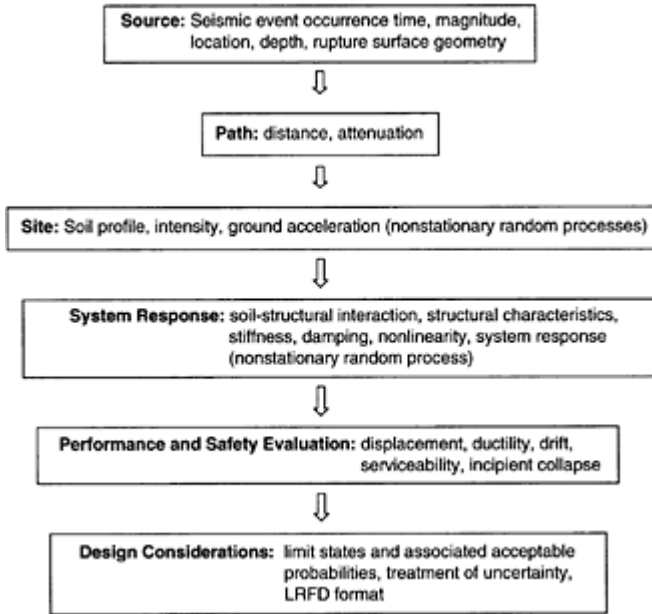 Source: Seismic event occurrence time, magnitude,
location, depth, rupture surface geometry
Path: distance, attenuation
Site: Soil profile, intensity, ground acceleration (nonstationary random processes)
System Response: soil-structural interaction, structural characteristics,
stiffness, damping, nonlinearity, system response
(nonstationary random process)
Performance and Safety Evaluation: displacement, ductility, drift,
serviceability, incipient collapse
Design Considerations: limit states and associated acceptable
probabilities, treatment of uncertainty,
LRFD format